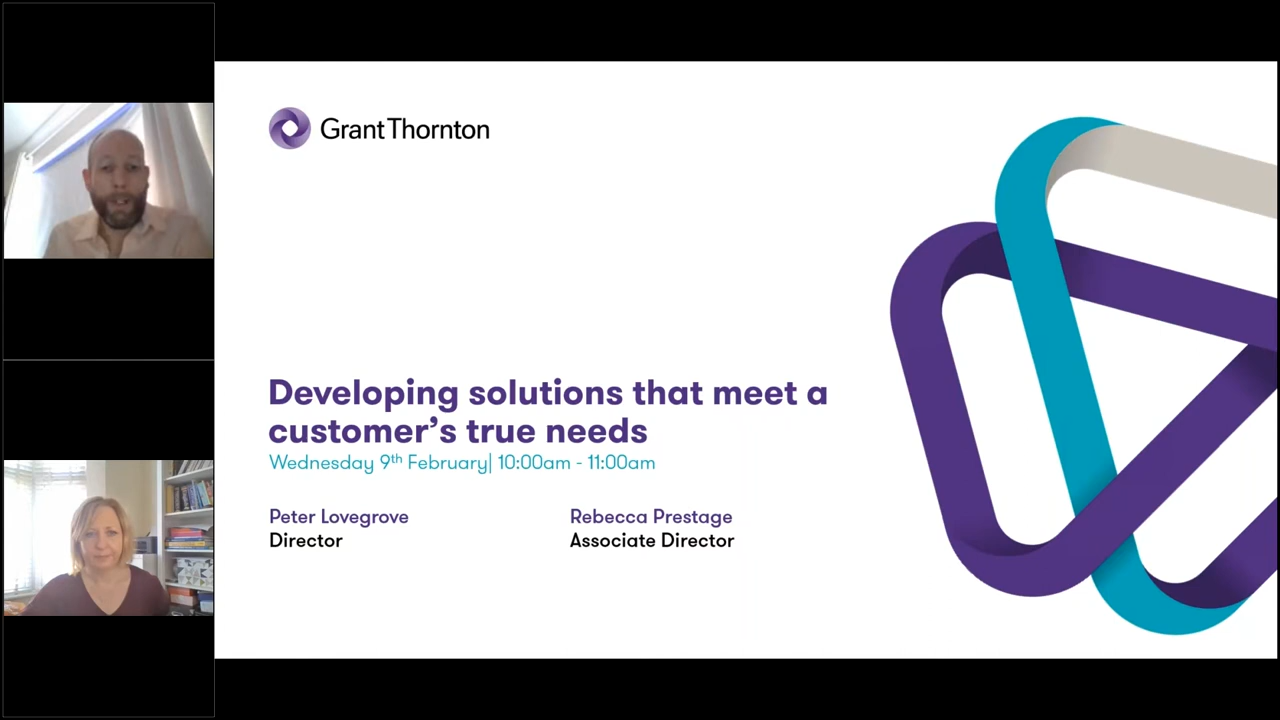 Grant Thornton
Developing solutions that meet a
customer's true needs
Wednesday 9th February| 10:00am - 11:00am
Peter Lovegrove
Director
Rebecca Prestage
Associate Director